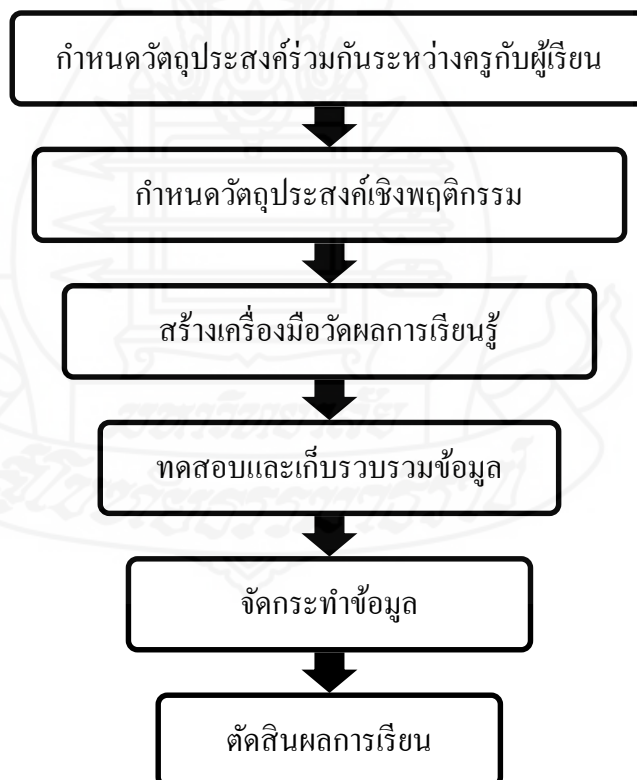 กำหนดวัตถุประสงค์ร่วมกันระหว่างครูกับผู้เรียน
กำหนดวัตถุประสงค์เชิงพฤติกรรม
สร้างเครื่องมือวัดผลการเรียนรู้
ทดสอบและเก็บรวบรวมข้อมูล
จัดกระทำข้อมูล
ตัดสินผลการเรียน